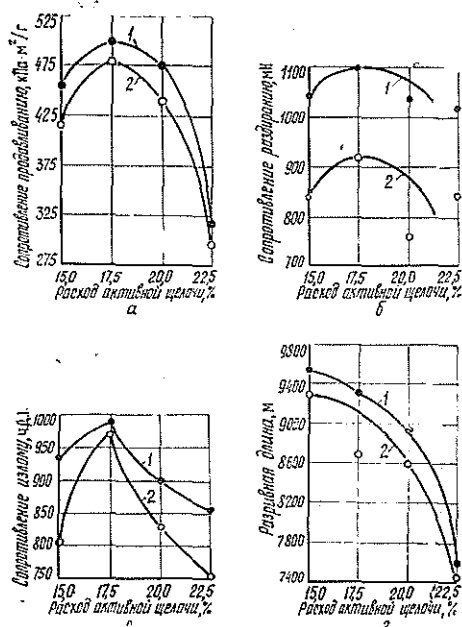 Сопротивление продавливанию, кПа·м²/г
525
475
425
375
325
275
1
2
15,0 17,5 20,0 22,5
Расход активной щелочи, %
а
Сопротивление раздиранию, мН
1100
1000
900
800
700
1
2
15,0 17,5 20,0 22,5
Расход активной щелочи, %
б
Сопротивление излому, ч.д.п.
1000
950
900
850
800
750
1
2
15,0 17,5 20,0 22,5
Расход активной щелочи, %
Разрывная длина, м
9800
9400
9000
8600
8200
7800
7400
1
2
15,0 17,5 20,0 22,5
Расход активной щелочи, %
г